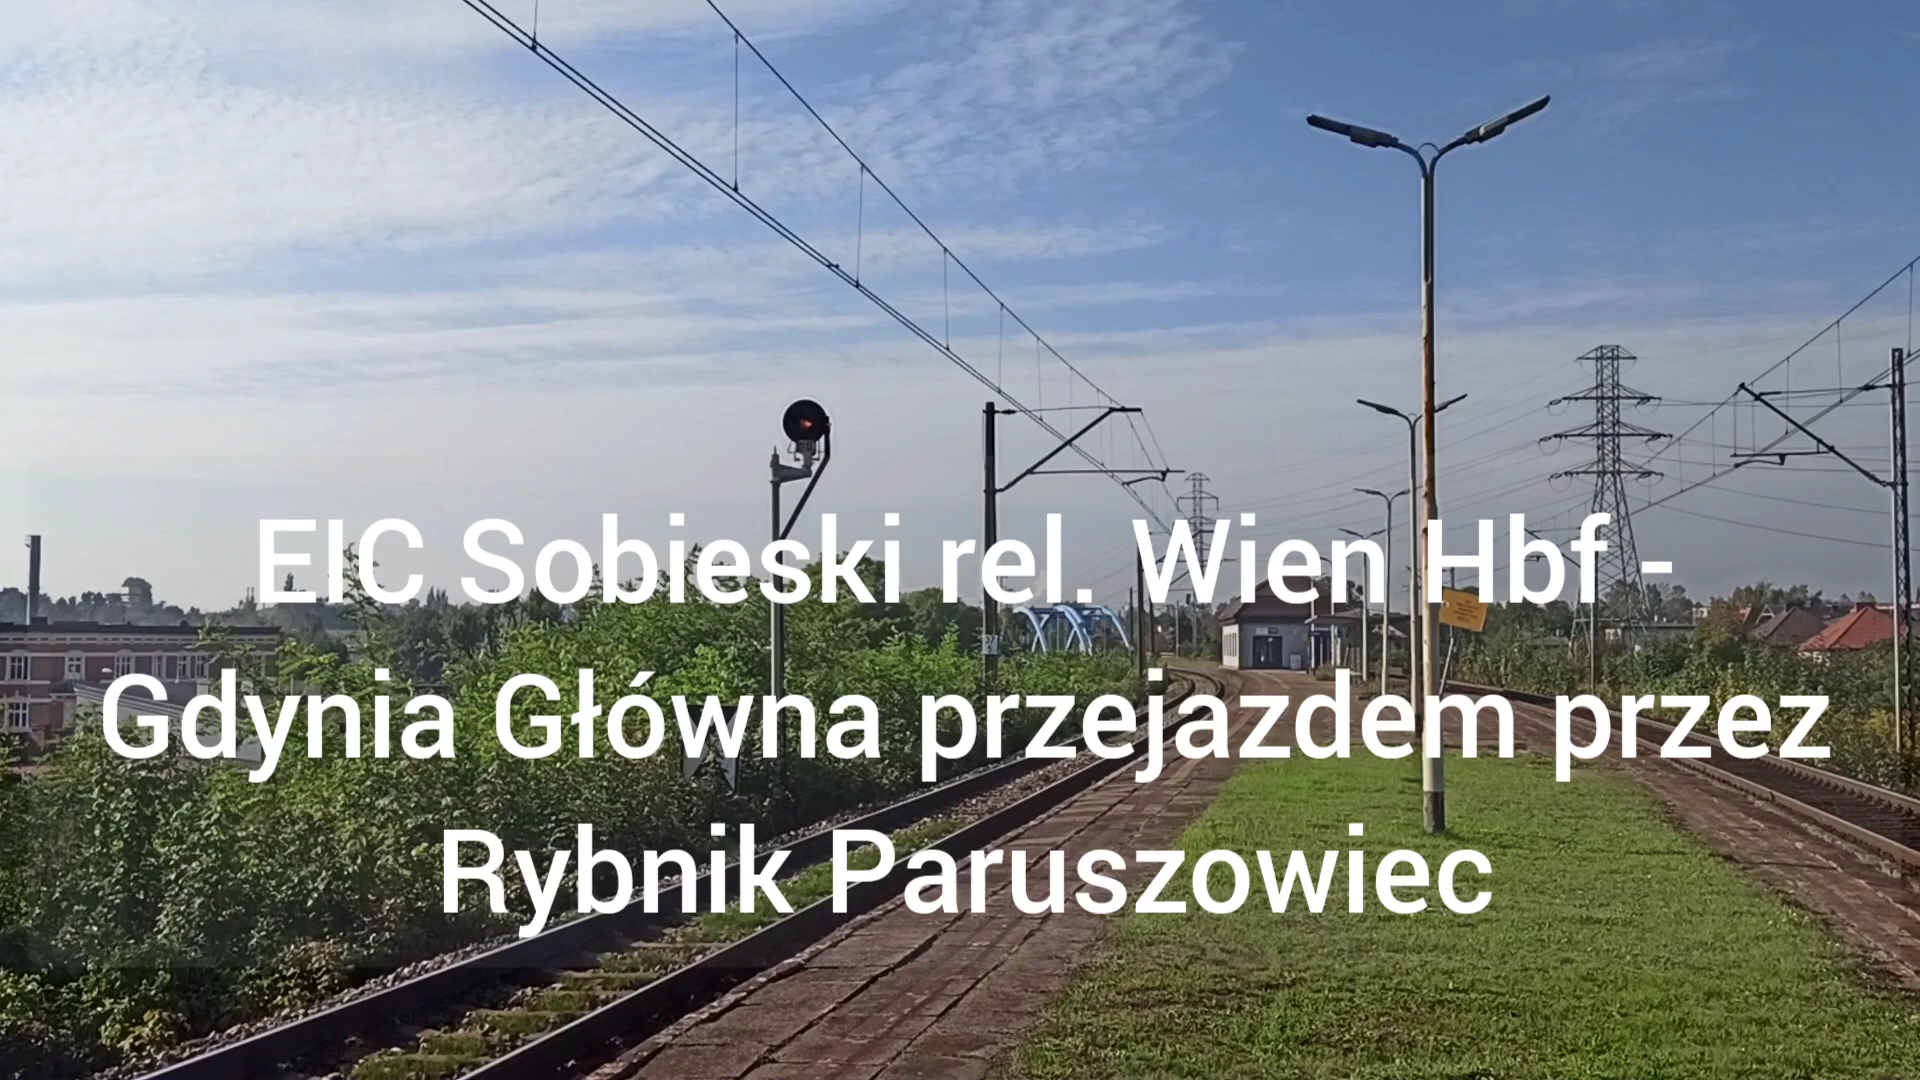 EIC Sobieski rel. Wien Hbf -
Gdynia Główna przejazdem przez
Rybnik Paruszowiec